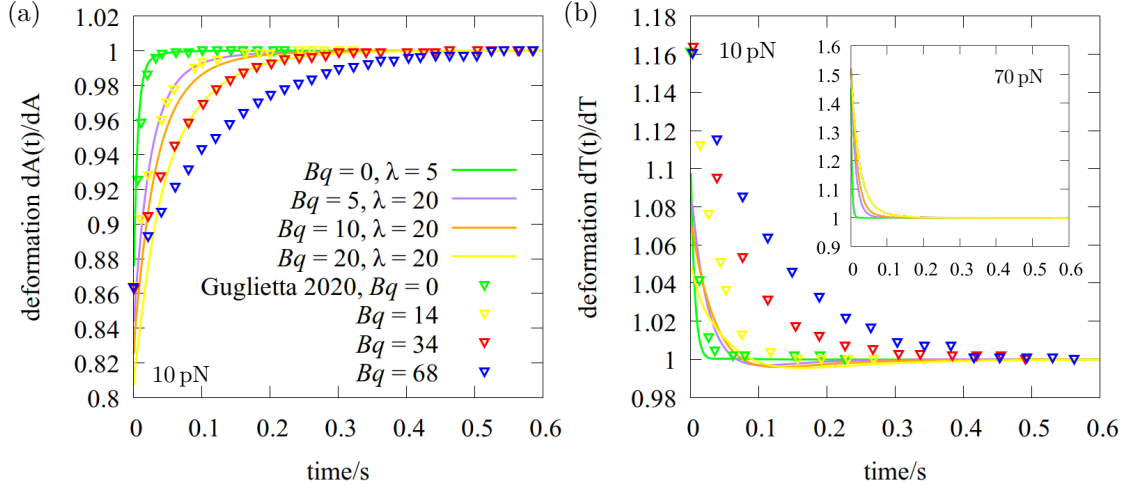 (a)
deformation dA(t)/dA
1.02
1
0.98
0.96
0.94
0.92
0.9
0.88
0.86
0.84
0.82
0.8
10 pN
Bq = 0, λ = 5
Bq = 5, λ = 20
Bq = 10, λ = 20
Bq = 20, λ = 20
Guglietta 2020, Bq = 0
Bq = 14
Bq = 34
Bq = 68
0 0.1 0.2 0.3 0.4 0.5 0.6
time/s
(b)
deformation dT(t)/dT
1.18
1.16
1.14
1.12
1.10
1.08
1.06
1.04
1.02
1
0.98
10 pN
1.6
1.5
1.4
1.3
1.2
1.1
1
0.9
70 pN
0 0.1 0.2 0.3 0.4 0.5 0.6
0 0.1 0.2 0.3 0.4 0.5 0.6
time/s